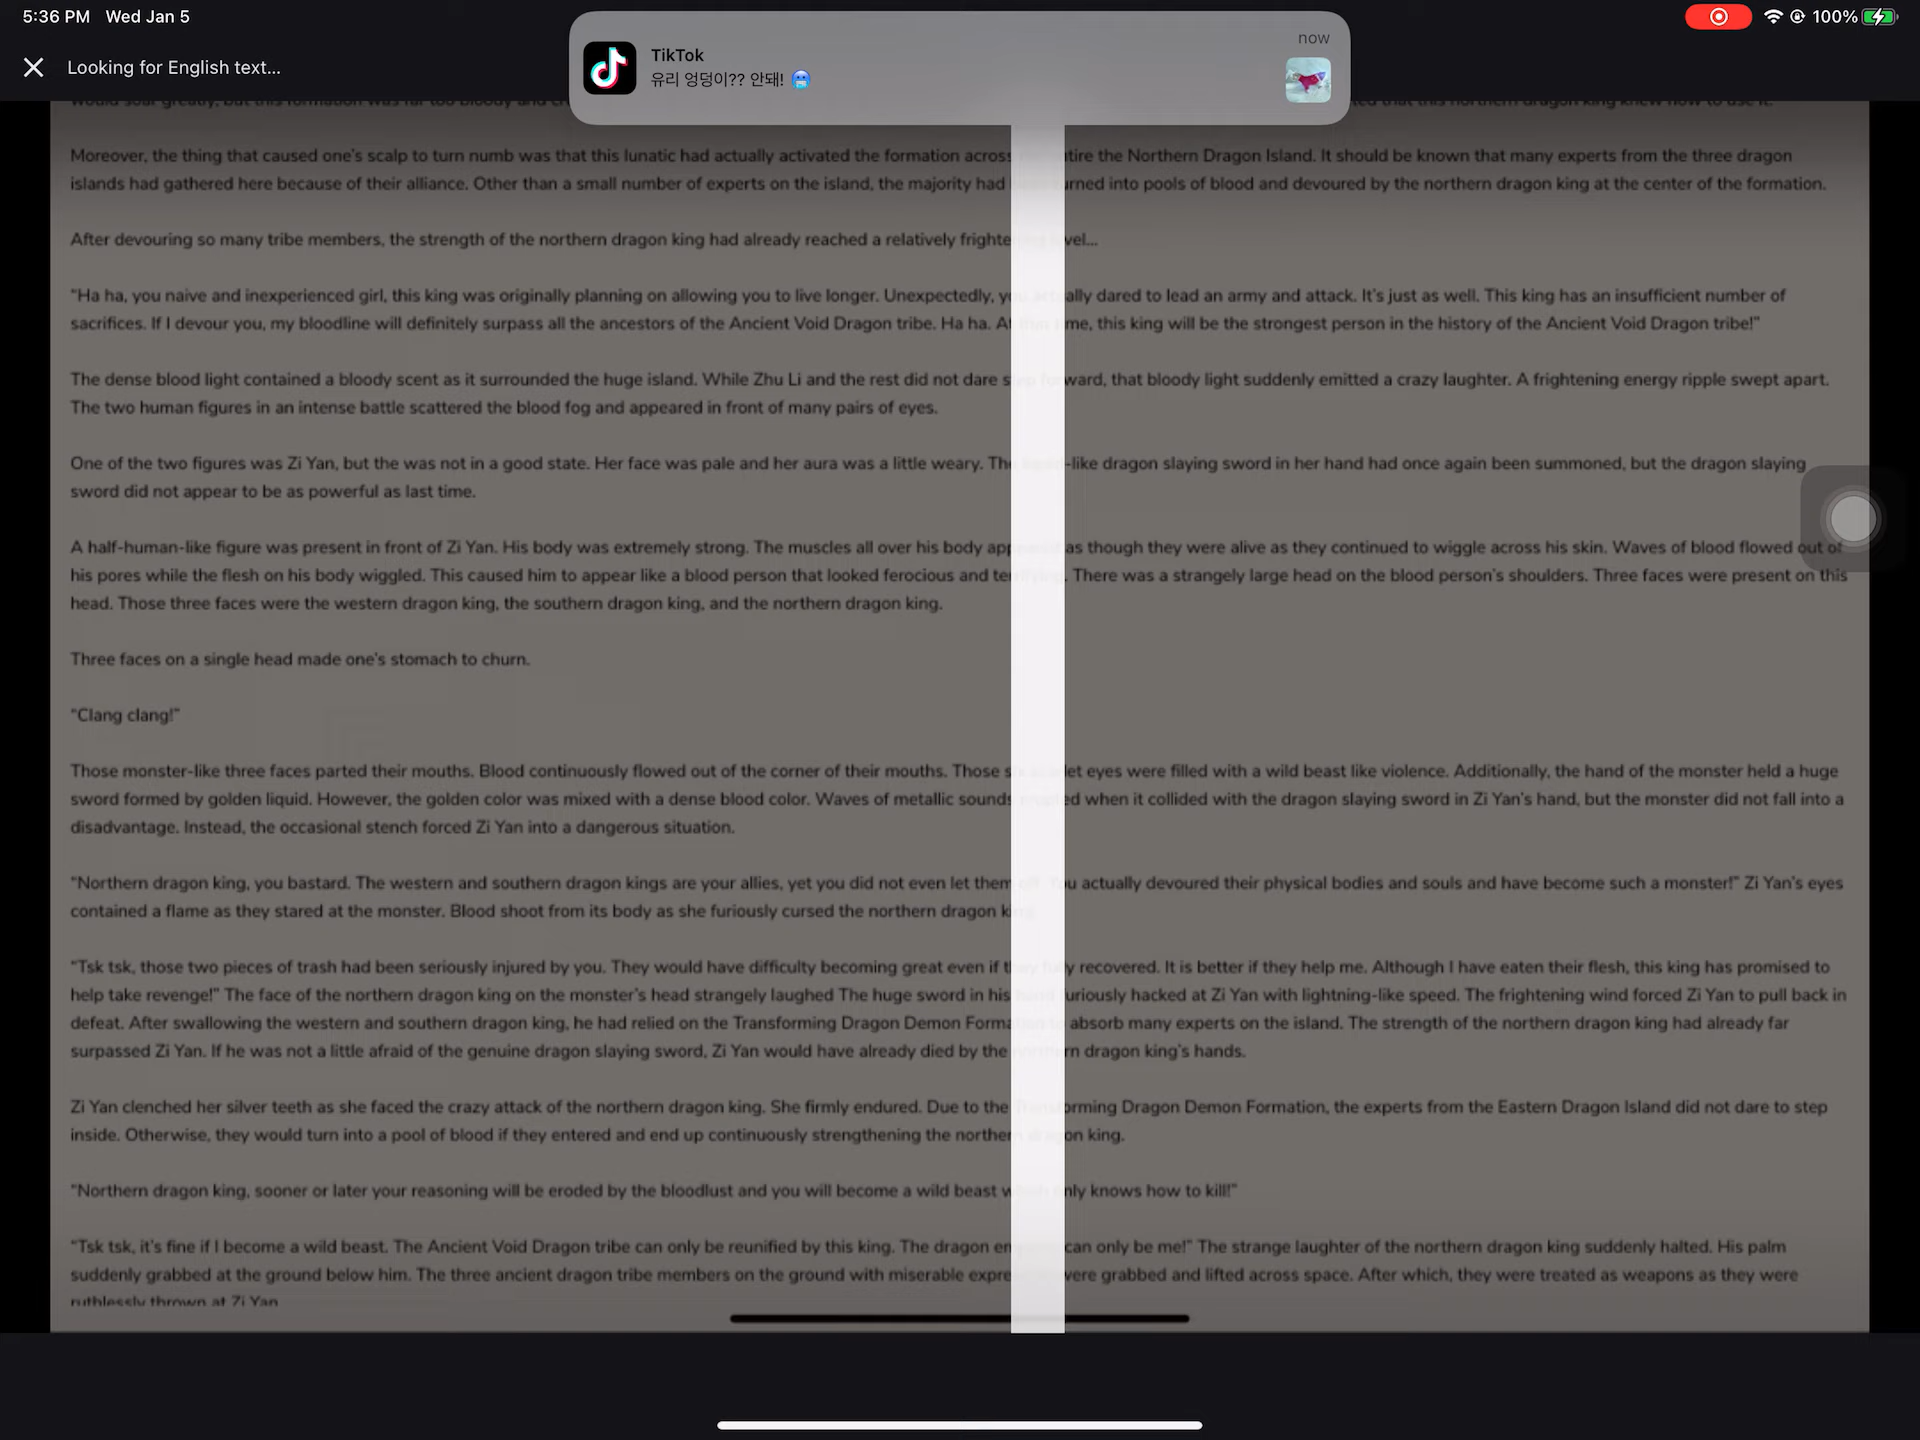 5:36 PM Wed Jan 5
100%
Looking for English text...
TikTok
now
유리 엉덩이?? 안돼! 🥶
Moreover, the thing that caused one's scalp to turn numb was that this lunatic had actually activated the formation across tire the Northern Dragon Island. It should be known that many experts from the three dragon
islands had gathered here because of their alliance. Other than a small number of experts on the island, the majority had urned into pools of blood and devoured by the northern dragon king at the center of the formation.
After devouring so many tribe members, the strength of the northern dragon king had already reached a relatively frighte vel...
"Ha ha, you naive and inexperienced girl, this king was originally planning on allowing you to live longer. Unexpectedly, you actually dared to lead an army and attack. It's just as well. This king has an insufficient number of
sacrifices. If I devour you, my bloodline will definitely surpass all the ancestors of the Ancient Void Dragon tribe. Ha ha. At that time, this king will be the strongest person in the history of the Ancient Void Dragon tribe!"
The dense blood light contained a bloody scent as it surrounded the huge island. While Zhu Li and the rest did not dare step forward, that bloody light suddenly emitted a crazy laughter. A frightening energy ripple swept apart.
The two human figures in an intense battle scattered the blood fog and appeared in front of many pairs of eyes.
One of the two figures was Zi Yan, but the was not in a good state. Her face was pale and her aura was a little weary. The -like dragon slaying sword in her hand had once again been summoned, but the dragon slaying
sword did not appear to be as powerful as last time.
A half-human-like figure was present in front of Zi Yan. His body was extremely strong. The muscles all over his body appeared as though they were alive as they continued to wiggle across his skin. Waves of blood flowed out of
his pores while the flesh on his body wiggled. This caused him to appear like a blood person that looked ferocious and terrifying. There was a strangely large head on the blood person's shoulders. Three faces were present on this
head. Those three faces were the western dragon king, the southern dragon king, and the northern dragon king.
Three faces on a single head made one's stomach to churn.
"Clang clang!"
Those monster-like three faces parted their mouths. Blood continuously flowed out of the corner of their mouths. Those six scarlet eyes were filled with a wild beast like violence. Additionally, the hand of the monster held a huge
sword formed by golden liquid. However, the golden color was mixed with a dense blood color. Waves of metallic sounds erupted when it collided with the dragon slaying sword in Zi Yan's hand, but the monster did not fall into a
disadvantage. Instead, the occasional stench forced Zi Yan into a dangerous situation.
"Northern dragon king, you bastard. The western and southern dragon kings are your allies, yet you did not even let them off. You actually devoured their physical bodies and souls and have become such a monster!" Zi Yan's eyes
contained a flame as they stared at the monster. Blood shoot from its body as she furiously cursed the northern dragon king.
"Tsk tsk, those two pieces of trash had been seriously injured by you. They would have difficulty becoming great even if they fully recovered. It is better if they help me. Although I have eaten their flesh, this king has promised to
help take revenge!" The face of the northern dragon king on the monster's head strangely laughed The huge sword in his hand furiously hacked at Zi Yan with lightning-like speed. The frightening wind forced Zi Yan to pull back in
defeat. After swallowing the western and southern dragon king, he had relied on the Transforming Dragon Demon Formation to absorb many experts on the island. The strength of the northern dragon king had already far
surpassed Zi Yan. If he was not a little afraid of the genuine dragon slaying sword, Zi Yan would have already died by the northern dragon king's hands.
Zi Yan clenched her silver teeth as she faced the crazy attack of the northern dragon king. She firmly endured. Due to the Transforming Dragon Demon Formation, the experts from the Eastern Dragon Island did not dare to step
inside. Otherwise, they would turn into a pool of blood if they entered and end up continuously strengthening the northern dragon king.
"Northern dragon king, sooner or later your reasoning will be eroded by the bloodlust and you will become a wild beast which only knows how to kill!"
"Tsk tsk, it's fine if I become a wild beast. The Ancient Void Dragon tribe can only be reunified by this king. The dragon em can only be me!" The strange laughter of the northern dragon king suddenly halted. His palm
suddenly grabbed at the ground below him. The three ancient dragon tribe members on the ground with miserable expre were grabbed and lifted across space. After which, they were treated as weapons as they were
ruthlessly thrown at Zi Yan